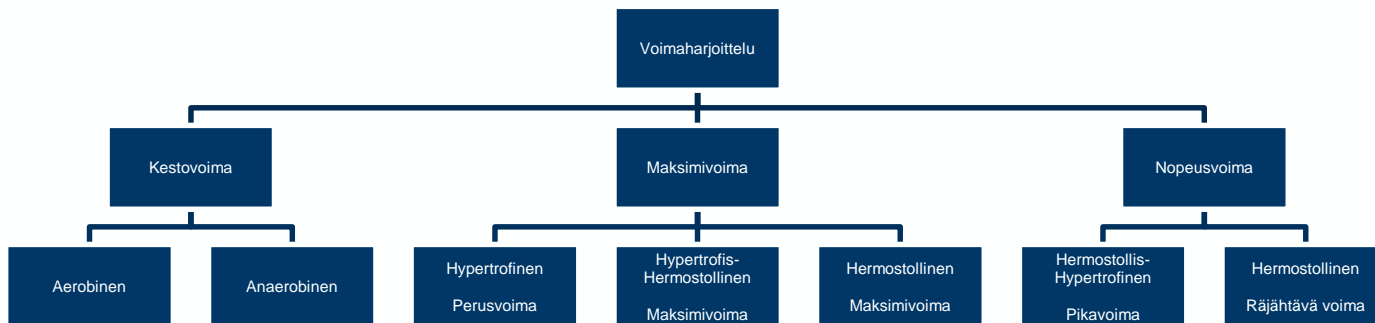 Voimaharjoittelu
Kestovoima
Maksimivoima
Nopeusvoima
Aerobinen
Anaerobinen
Hypertrofinen
Perusvoima
Hypertrofis-
Hermostollinen
Maksimivoima
Hermostollinen
Maksimivoima
Hermostollis-
Hypertrofinen
Pikavoima
Hermostollinen
Räjähtävä voima